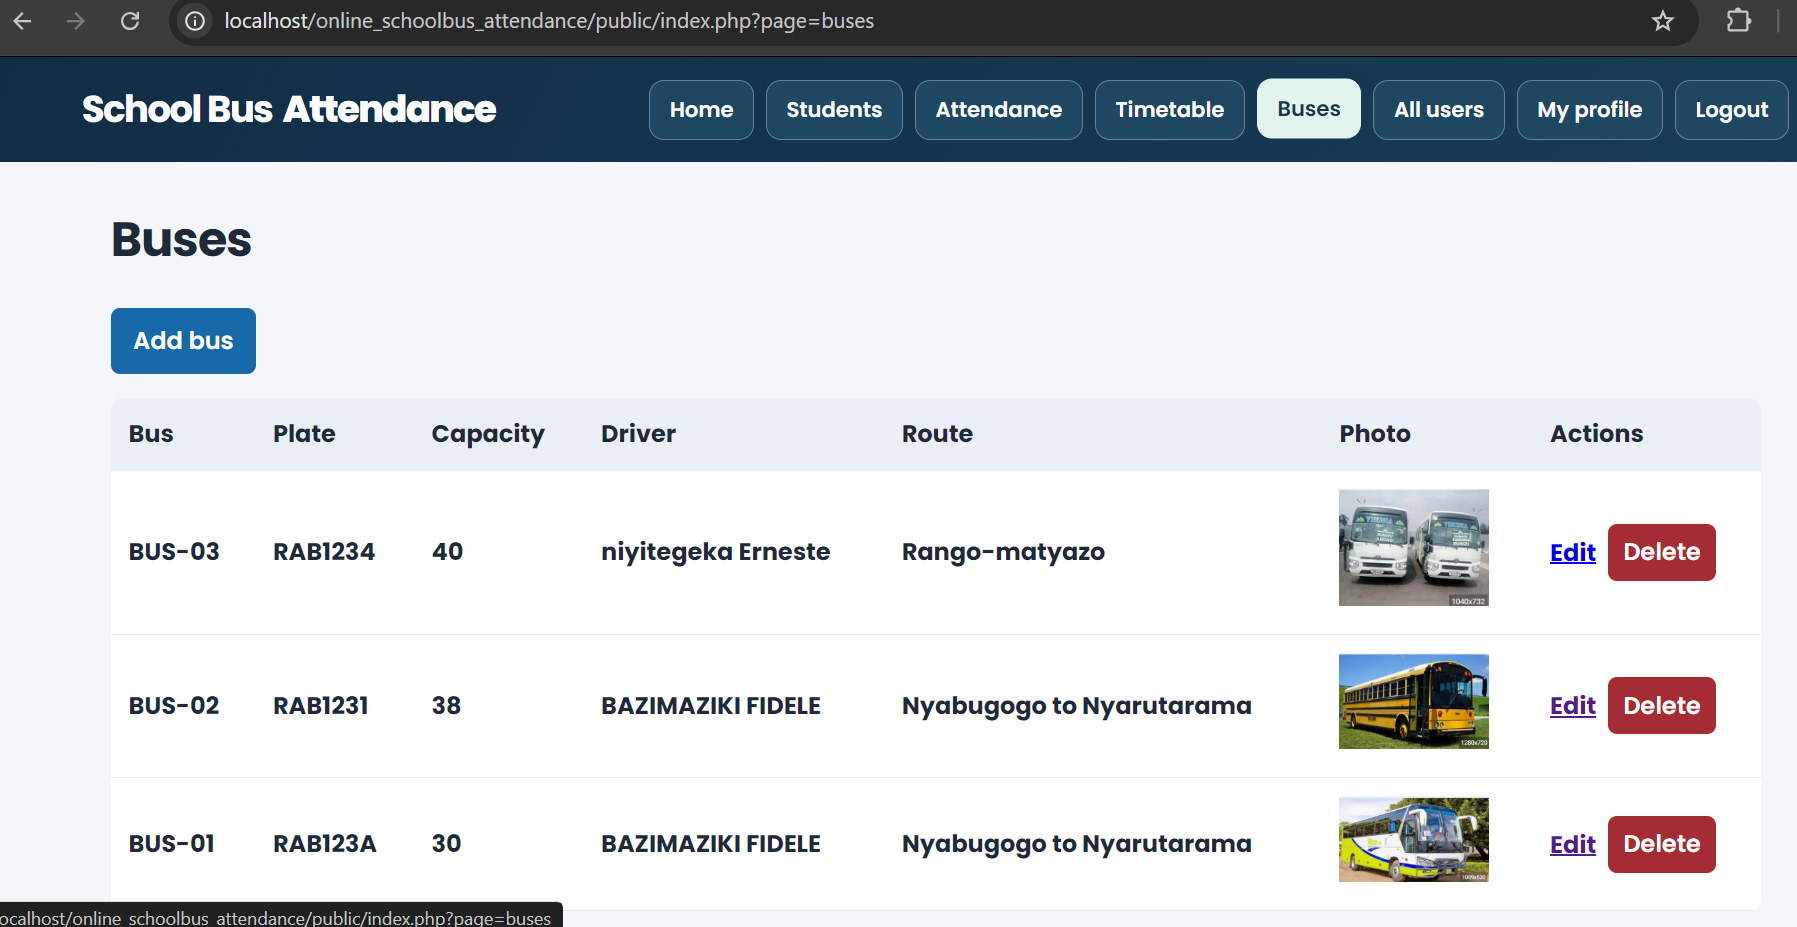 localhost/online_schoolbus_attendance/public/index.php?page=buses
School Bus Attendance Home Students Attendance Timetable Buses All users My profile Logout
Buses
Add bus
Bus Plate Capacity Driver Route Photo Actions
BUS-03 RAB1234 40 niyitegeka Erneste Rango-matyazo Edit Delete
1040x732
BUS-02 RAB1231 38 BAZIMAZIKI FIDELE Nyabugogo to Nyarutarama Edit Delete
1280x720
BUS-01 RAB123A 30 BAZIMAZIKI FIDELE Nyabugogo to Nyarutarama Edit Delete
ocalhost/online_schoolbus_attendance/public/index.php?page=buses